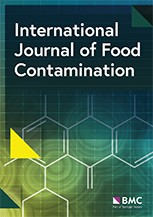 International
Journal of Food
Contamination
BMC
Part of Springer Nature